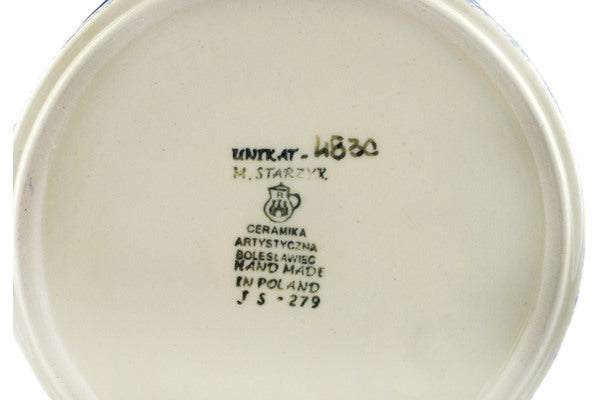 UNIKAT - 4830
M. STARZYK
CERAMIKA
ARTYSTYCZNA
BOLESŁAWIEC
HAND MADE
IN POLAND
J S - 279